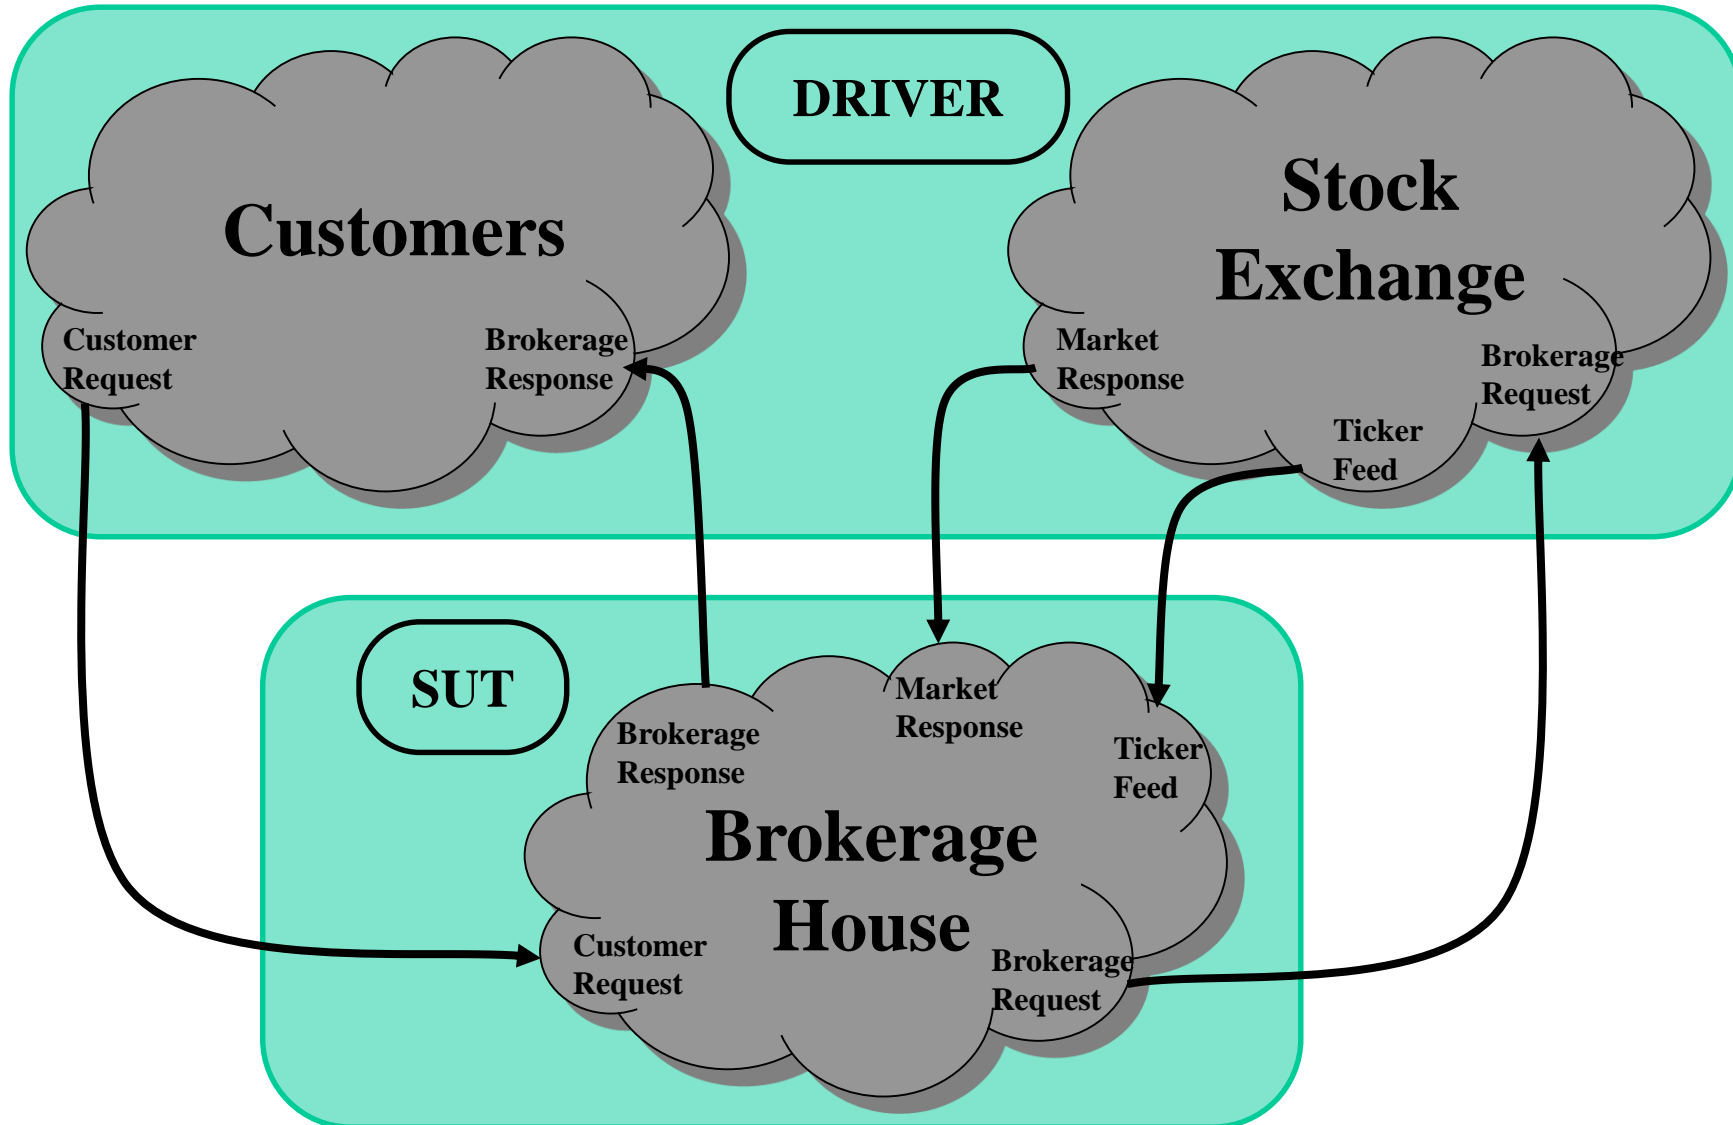 DRIVER
Customers
Stock
Exchange
Customer
Request
Brokerage
Response
Market
Response
Brokerage
Request
Ticker
Feed
SUT
Market
Response
Brokerage
Response
Ticker
Feed
Brokerage
House
Customer
Request
Brokerage
Request